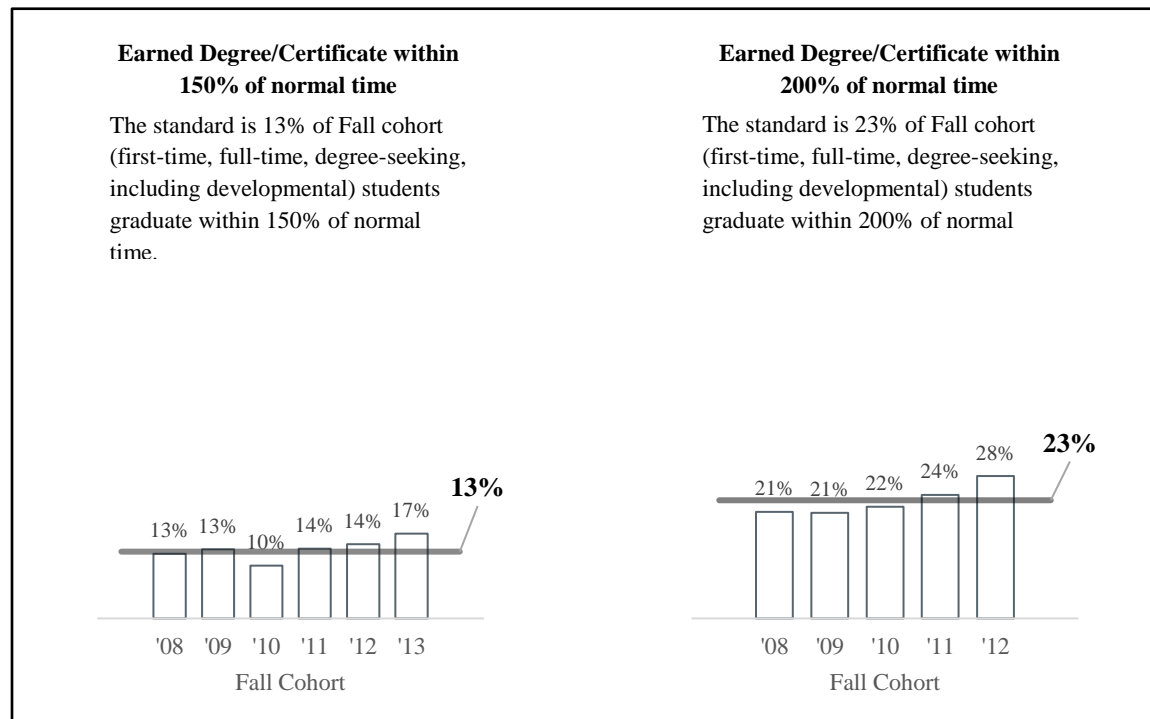 Earned Degree/Certificate within
150% of normal time
The standard is 13% of Fall cohort
(first-time, full-time, degree-seeking,
including developmental) students
graduate within 150% of normal
time.
13%
13%
10%
14%
14%
17%
13%
'08 '09 '10 '11 '12 '13
Fall Cohort
Earned Degree/Certificate within
200% of normal time
The standard is 23% of Fall cohort
(first-time, full-time, degree-seeking,
including developmental) students
graduate within 200% of normal
21%
21%
22%
24%
28%
23%
'08 '09 '10 '11 '12
Fall Cohort